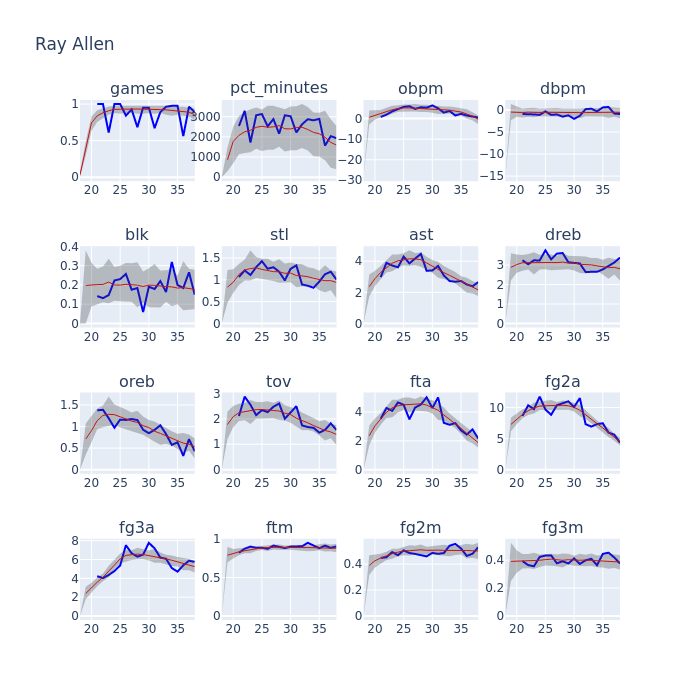 Ray Allen
games pct_minutes obpm dbpm
1 0.5 0 20 25 30 35
3000 2000 1000 0 20 25 30 35
0 −10 −20 −30 20 25 30 35
0 −5 −10 −15 20 25 30 35
blk stl ast dreb
0.4 0.3 0.2 0.1 0 20 25 30 35
1.5 1 0.5 0 20 25 30 35
4 2 0 20 25 30 35
3 2 1 0 20 25 30 35
oreb tov fta fg2a
1.5 1 0.5 0 20 25 30 35
3 2 1 0 20 25 30 35
4 2 0 20 25 30 35
10 5 0 20 25 30 35
fg3a ftm fg2m fg3m
8 6 4 2 0 20 25 30 35
1 0.5 0 20 25 30 35
0.4 0.2 0 20 25 30 35
0.4 0.2 0 20 25 30 35